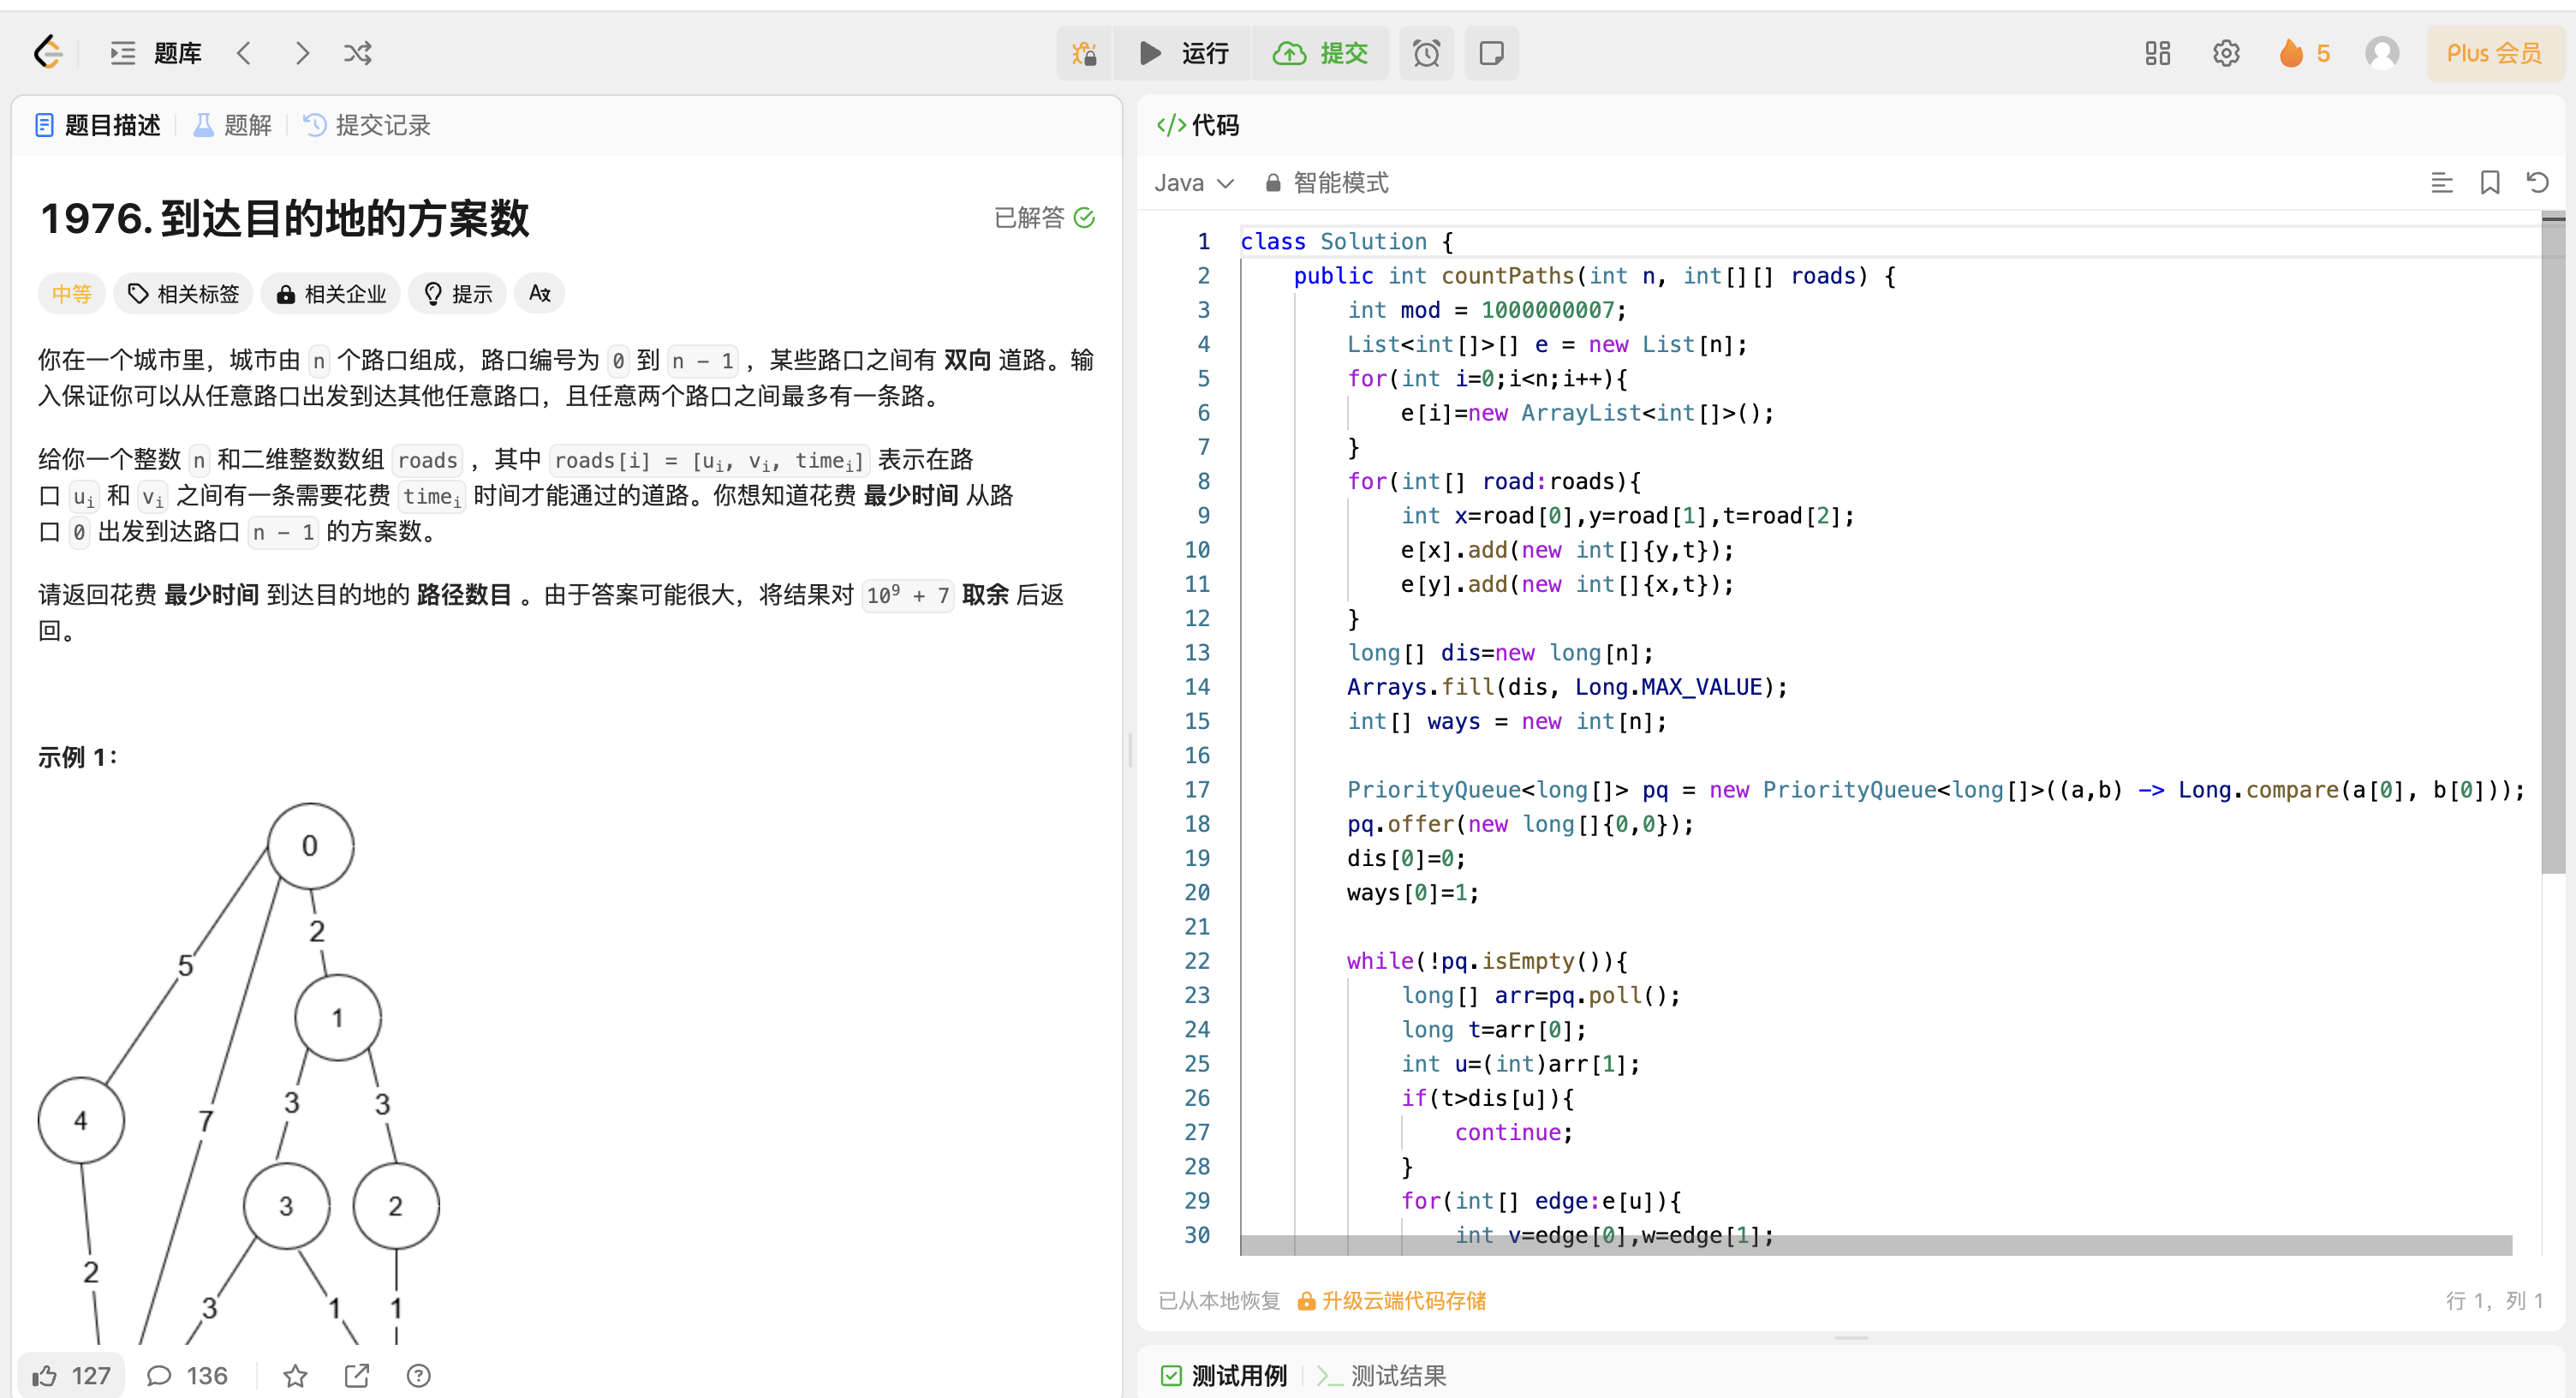 题库
运行
提交
5
Plus 会员
题目描述
题解
提交记录
1976. 到达目的地的方案数
已解答
中等
相关标签
相关企业
提示
你在一个城市里，城市由 n 个路口组成，路口编号为 0 到 n - 1 ，某些路口之间有 双向 道路。输
入保证你可以从任意路口出发到达其他任意路口，且任意两个路口之间最多有一条路。
给你一个整数 n 和二维整数数组 roads ，其中 roads[i] = [ui, vi, timei] 表示在路
口 ui 和 vi 之间有一条需要花费 timei 时间才能通过的道路。你想知道花费 最少时间 从路
口 0 出发到达路口 n - 1 的方案数。
请返回花费 最少时间 到达目的地的 路径数目 。由于答案可能很大，将结果对 10⁹ + 7 取余 后返
回。
示例 1：
0
2
5
1
3
3
4
7
3
2
2
3
1
1
127
136
代码
Java
智能模式
1 class Solution {
2 public int countPaths(int n, int[][] roads) {
3 int mod = 1000000007;
4 List<int[]>[] e = new List[n];
5 for(int i=0;i<n;i++){
6 e[i]=new ArrayList<int[]>();
7 }
8 for(int[] road:roads){
9 int x=road[0],y=road[1],t=road[2];
10 e[x].add(new int[]{y,t});
11 e[y].add(new int[]{x,t});
12 }
13 long[] dis=new long[n];
14 Arrays.fill(dis, Long.MAX_VALUE);
15 int[] ways = new int[n];
16
17 PriorityQueue<long[]> pq = new PriorityQueue<long[]>((a,b) -> Long.compare(a[0], b[0]));
18 pq.offer(new long[]{0,0});
19 dis[0]=0;
20 ways[0]=1;
21
22 while(!pq.isEmpty()){
23 long[] arr=pq.poll();
24 long t=arr[0];
25 int u=(int)arr[1];
26 if(t>dis[u]){
27 continue;
28 }
29 for(int[] edge:e[u]){
30 int v=edge[0],w=edge[1];
已从本地恢复
升级云端代码存储
行 1，列 1
测试用例
测试结果